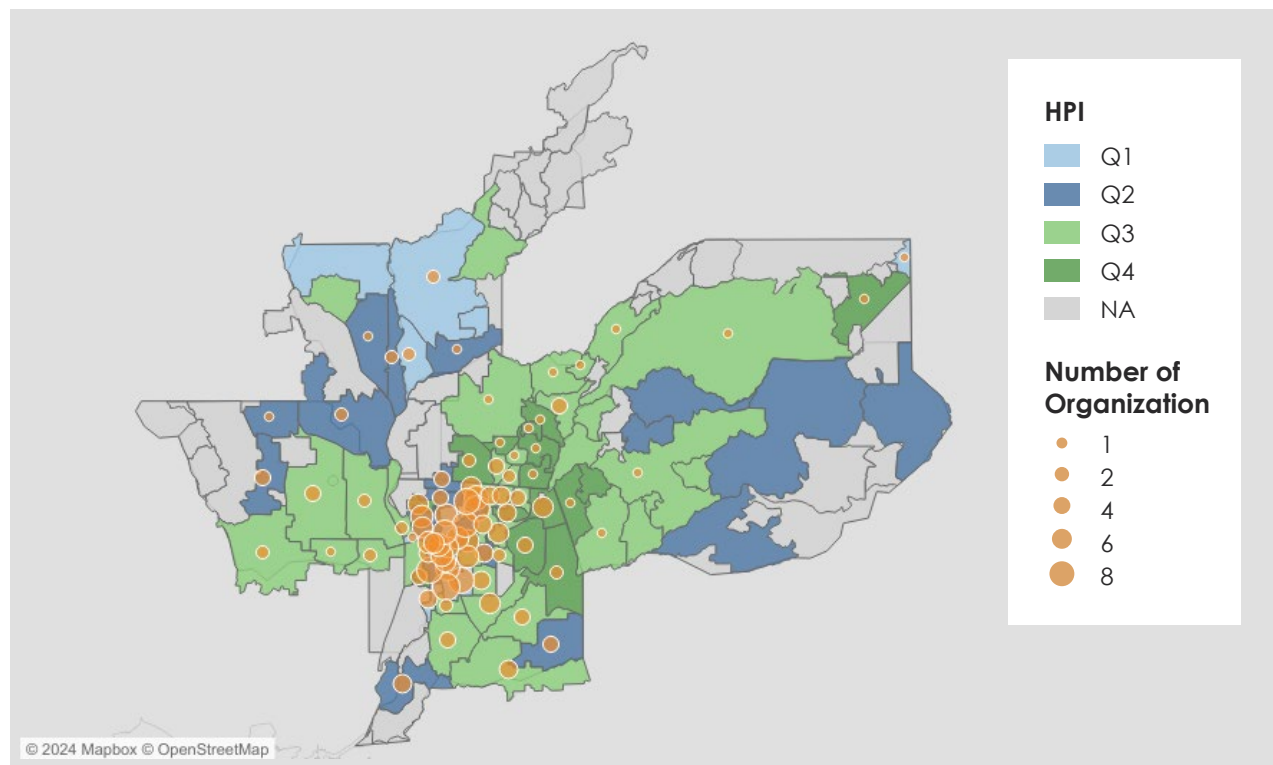 HPI
Q1
Q2
Q3
Q4
NA
Number of
Organization
1
2
4
6
8
© 2024 Mapbox © OpenStreetMap